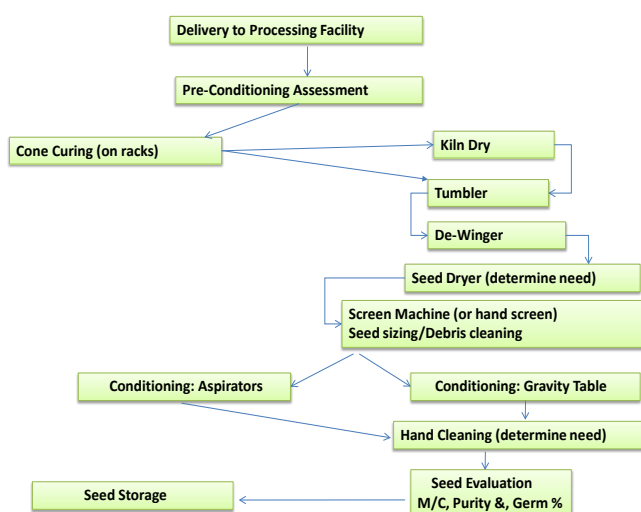 Delivery to Processing Facility
Pre-Conditioning Assessment
Cone Curing (on racks)
Kiln Dry
Tumbler
De-Winger
Seed Dryer (determine need)
Screen Machine (or hand screen)
Seed sizing/Debris cleaning
Conditioning: Aspirators
Conditioning: Gravity Table
Hand Cleaning (determine need)
Seed Storage
Seed Evaluation
M/C, Purity &, Germ %